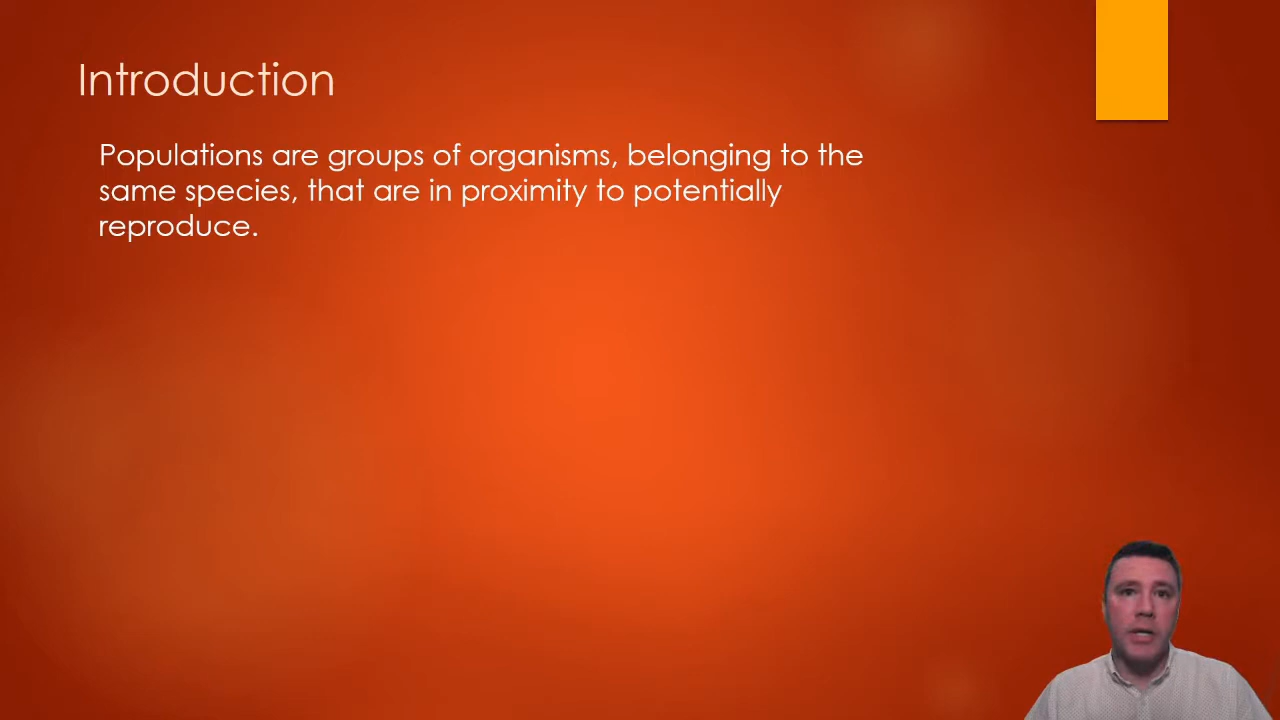 Introduction
Populations are groups of organisms, belonging to the
same species, that are in proximity to potentially
reproduce.